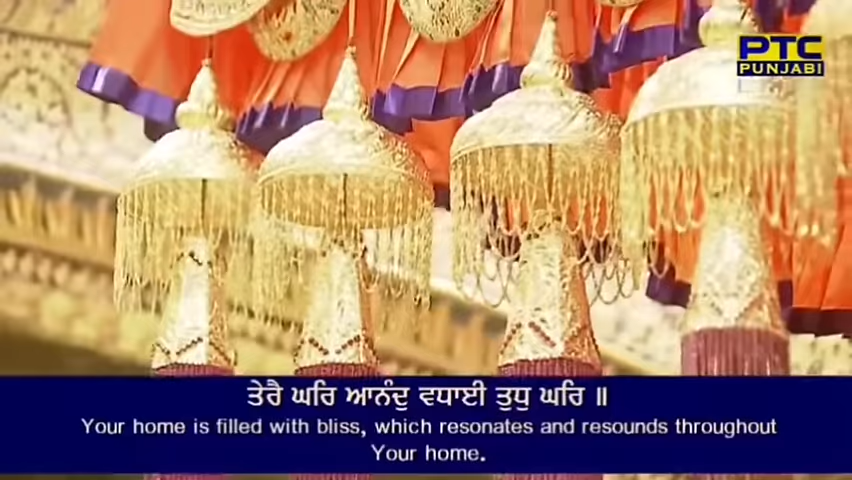 PTC
PUNJABI
ਤੇਰੈ ਘਰਿ ਆਨੰਦੁ ਵਧਾਈ ਤੁਧੁ ਘਰਿ ॥
Your home is filled with bliss, which resonates and resounds throughout
Your home.